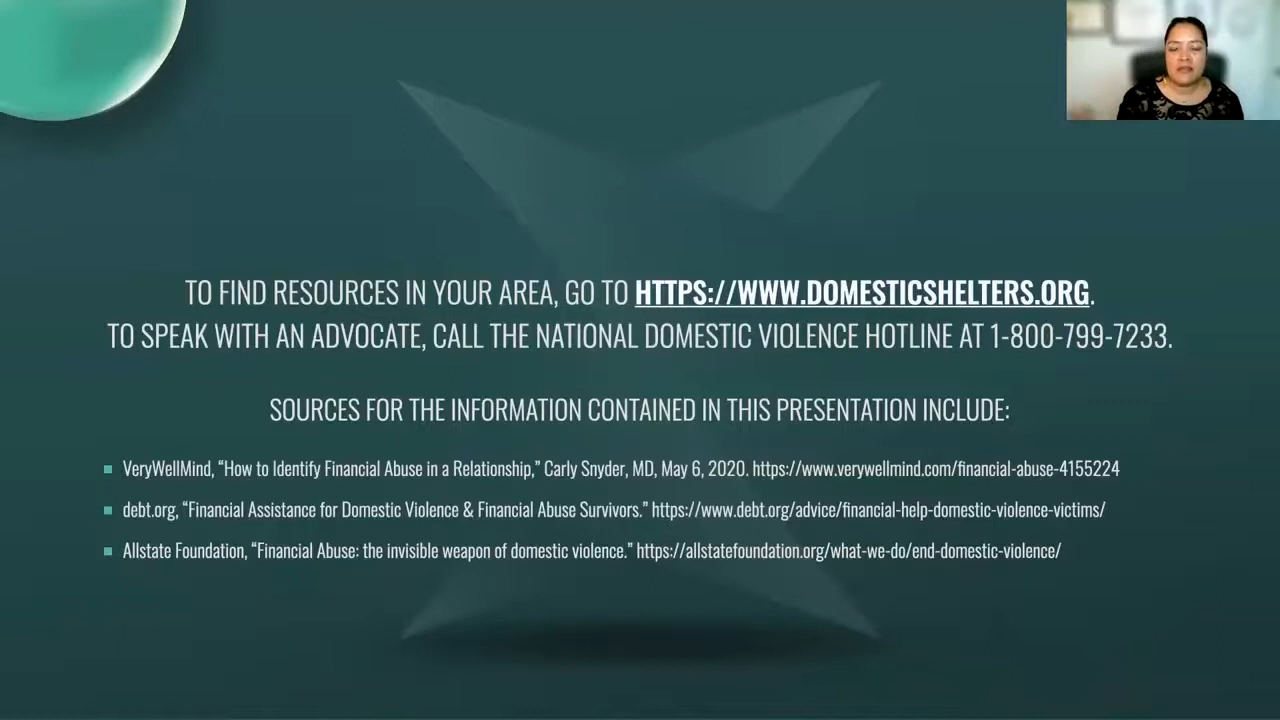 TO FIND RESOURCES IN YOUR AREA, GO TO HTTPS://WWW.DOMESTICSHELTERS.ORG.
TO SPEAK WITH AN ADVOCATE, CALL THE NATIONAL DOMESTIC VIOLENCE HOTLINE AT 1-800-799-7233.
SOURCES FOR THE INFORMATION CONTAINED IN THIS PRESENTATION INCLUDE:
VeryWellMind, “How to Identify Financial Abuse in a Relationship,” Carly Snyder, MD, May 6, 2020. https://www.verywellmind.com/financial-abuse-4155224
debt.org, “Financial Assistance for Domestic Violence & Financial Abuse Survivors.” https://www.debt.org/advice/financial-help-domestic-violence-victims/
Allstate Foundation, “Financial Abuse: the invisible weapon of domestic violence.” https://allstatefoundation.org/what-we-do/end-domestic-violence/